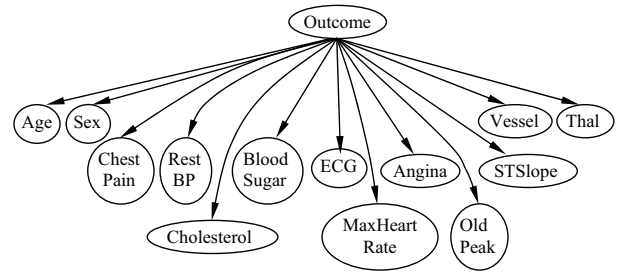 Outcome
Age
Sex
Chest
Pain
Rest
BP
Cholesterol
Blood
Sugar
ECG
MaxHeart
Rate
Angina
Old
Peak
STSlope
Vessel
Thal